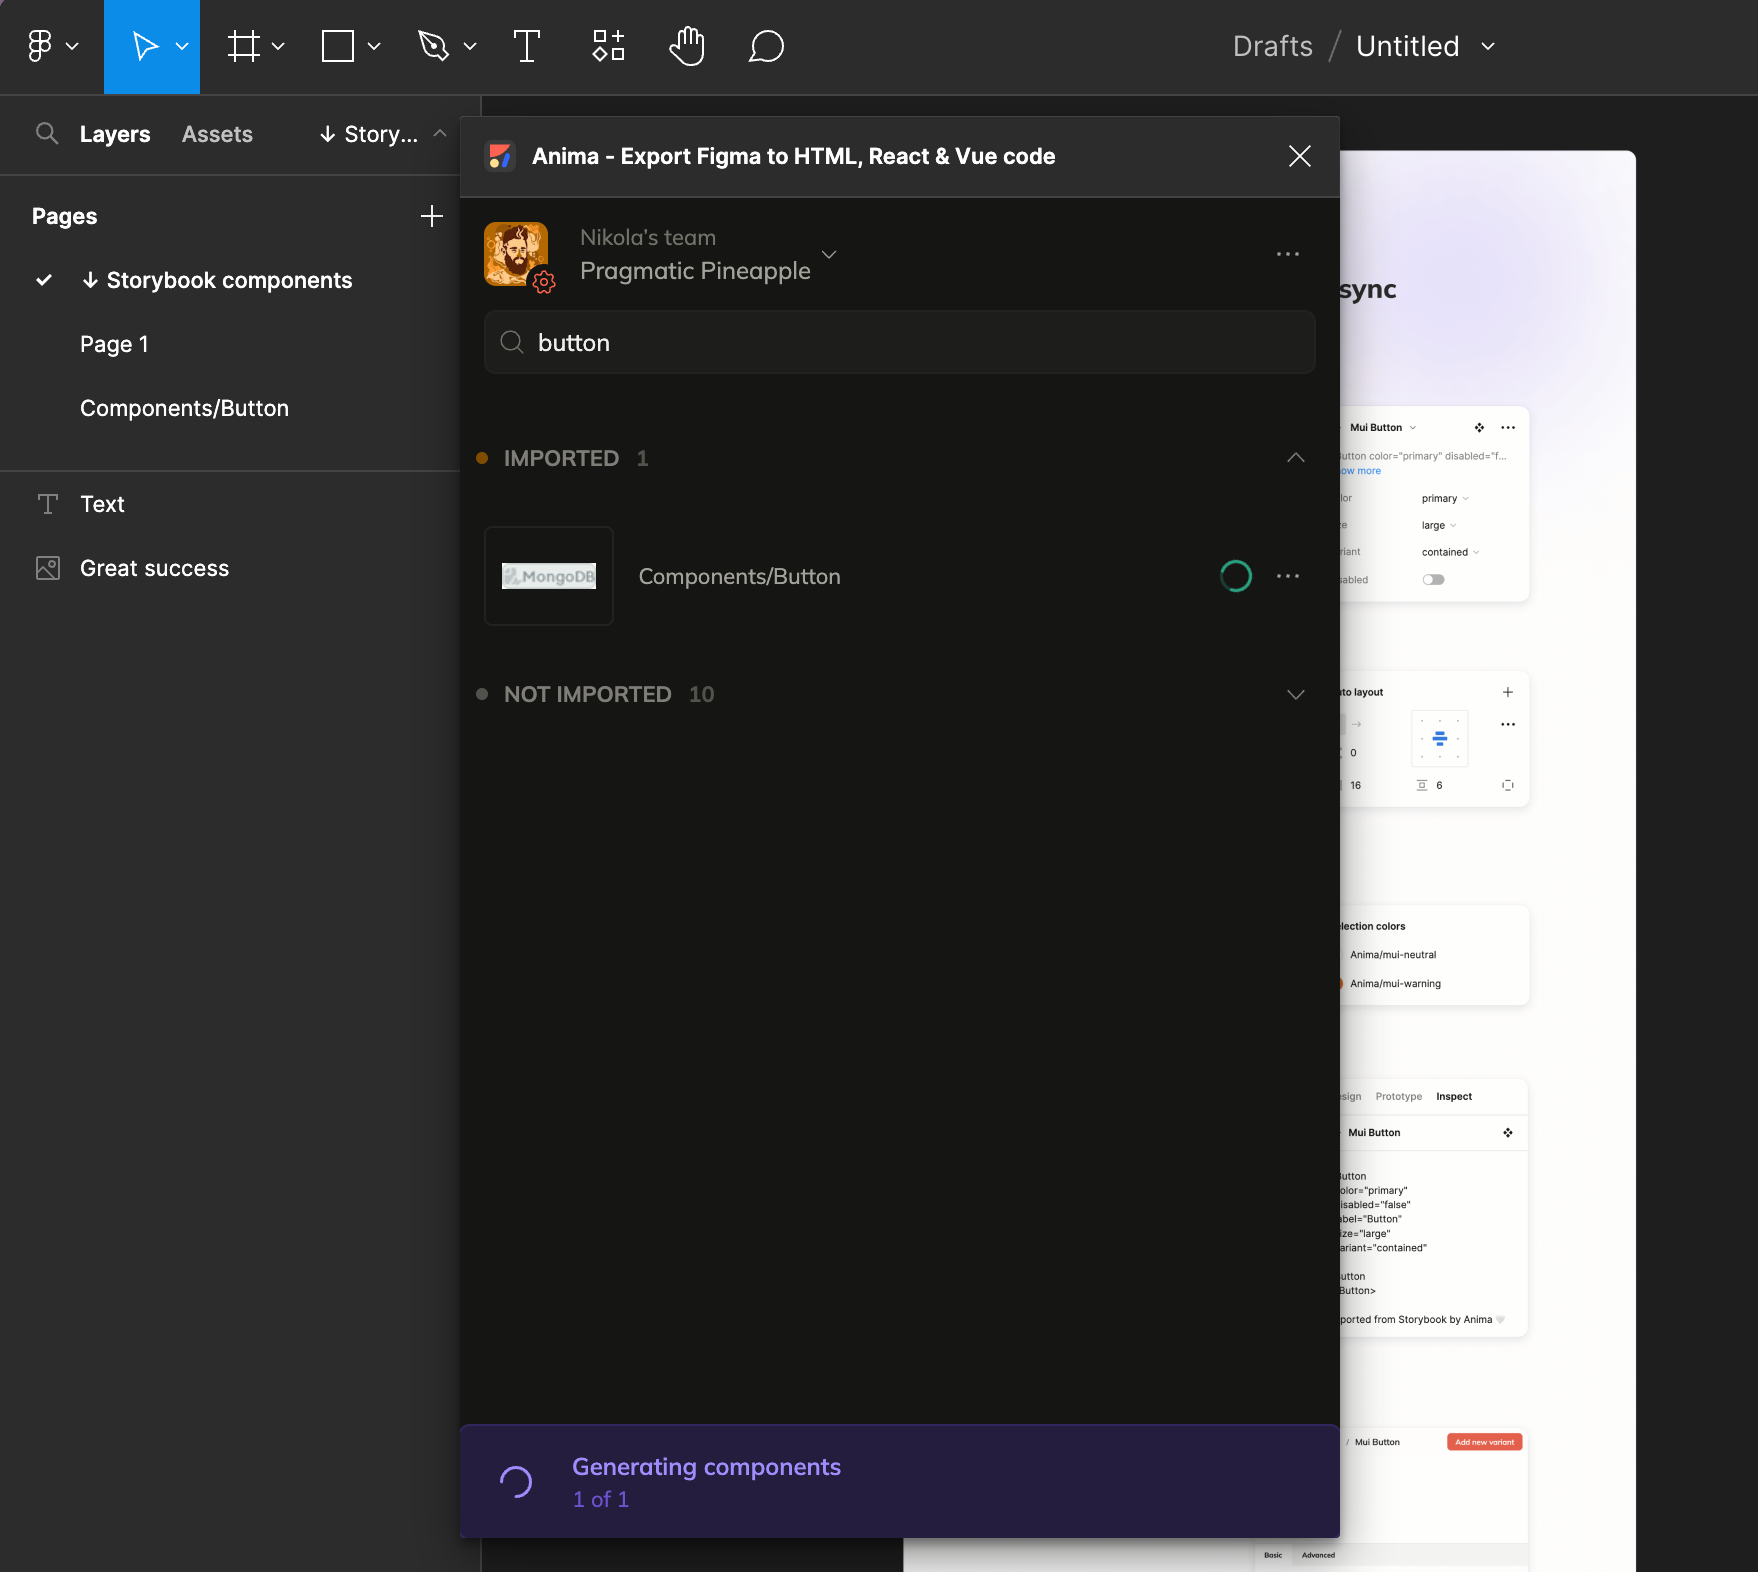 Drafts / Untitled
Layers
Assets
↓ Story...
Pages
↓ Storybook components
Page 1
Components/Button
Text
Great success
Anima - Export Figma to HTML, React & Vue code
Nikola's team
Pragmatic Pineapple
button
IMPORTED 1
MongoDB
Components/Button
NOT IMPORTED 10
Generating components
1 of 1
sync
Mui Button
utton color="primary" disabled="f...
ow more
lor primary
ze large
riant contained
abled
to layout
0
16 6
lection colors
Anima/mui-neutral
Anima/mui-warning
sign Prototype Inspect
Mui Button
utton
olor="primary"
isabled="false"
abel="Button"
ize="large"
ariant="contained"
utton
Button>
ported from Storybook by Anima
/ Mui Button
Add new variant
Basic Advanced